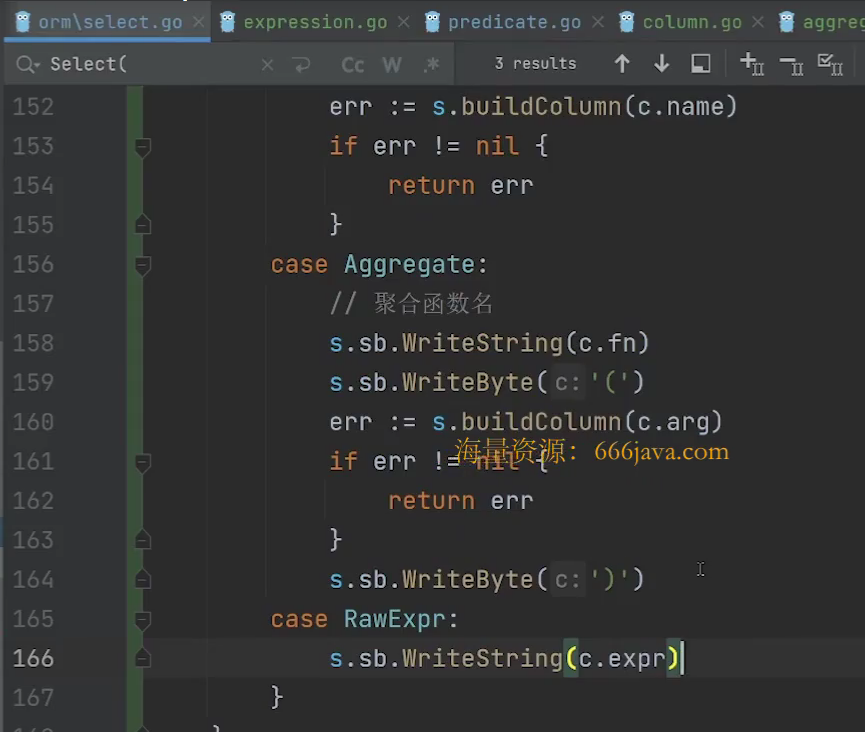 orm\select.go expression.go predicate.go column.go aggreg
Select( Cc W .* 3 results
152 err := s.buildColumn(c.name)
153 if err != nil {
154 return err
155 }
156 case Aggregate:
157 // 聚合函数名
158 s.sb.WriteString(c.fn)
159 s.sb.WriteByte( c: '(')
160 err := s.buildColumn(c.arg)
161 if err != nil {
海量资源：666java.com
162 return err
163 }
164 s.sb.WriteByte( c: ')')
165 case RawExpr:
166 s.sb.WriteString(c.expr)
167 }